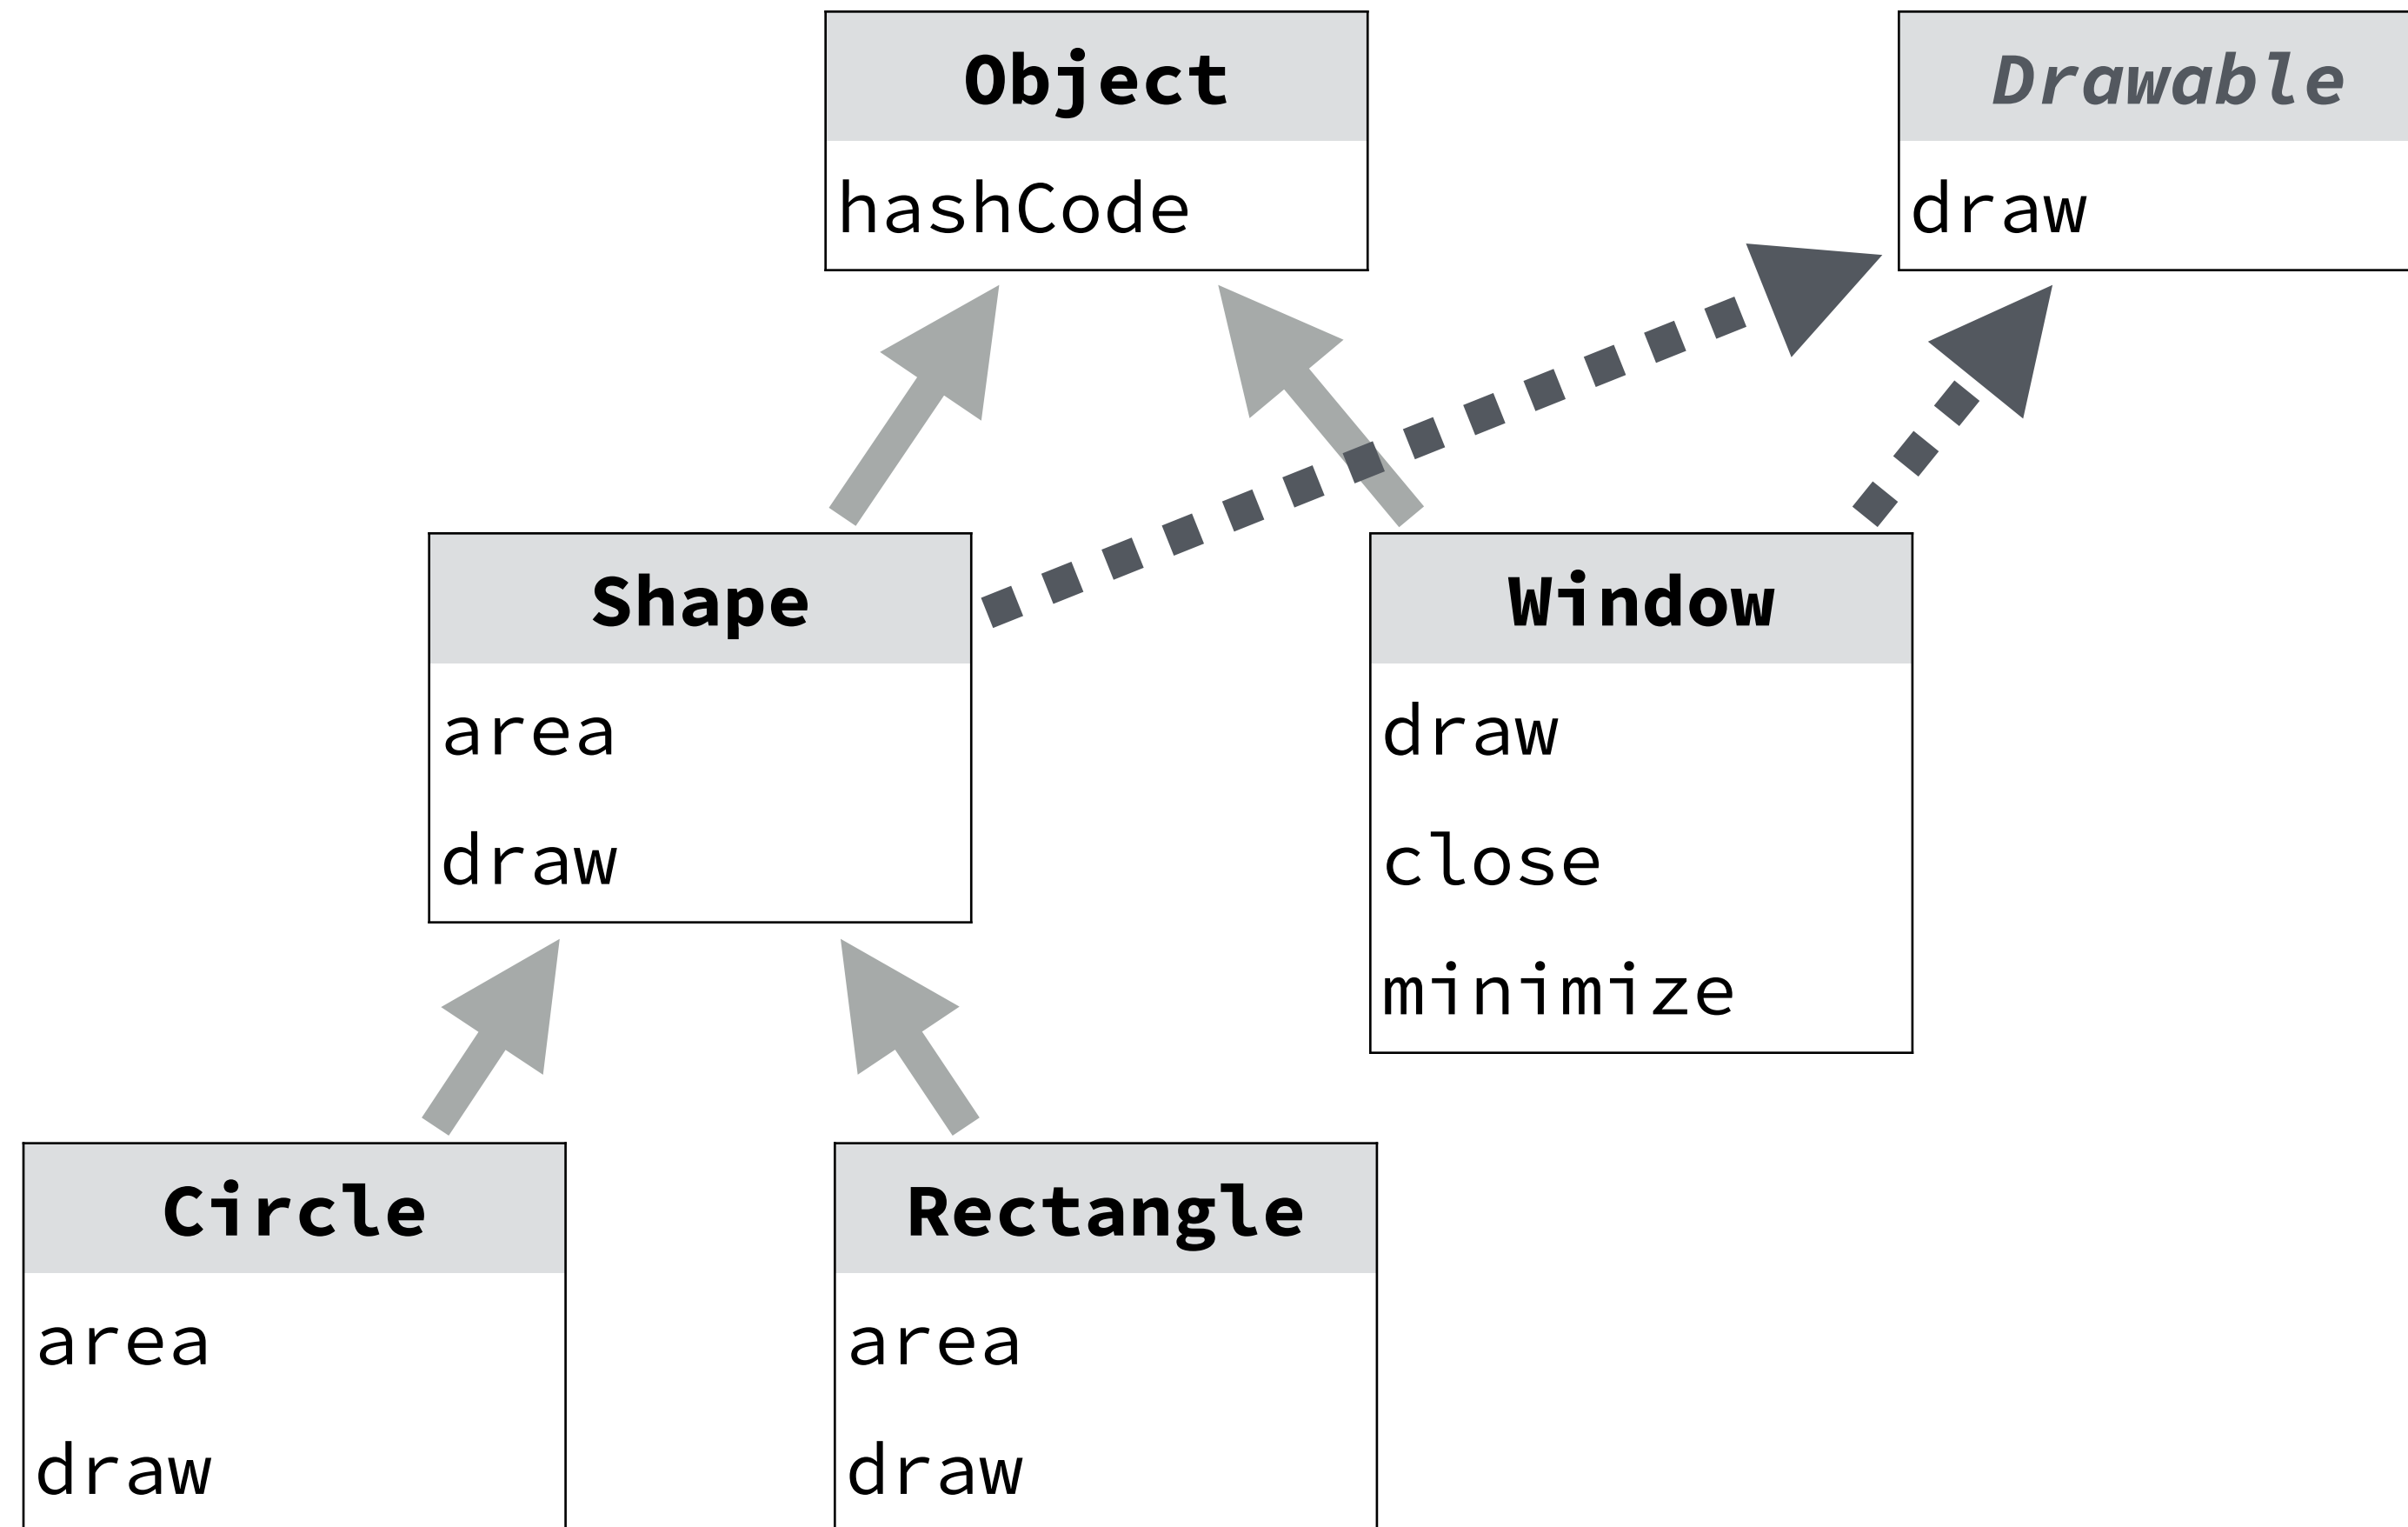 Object
hashCode
Drawable
draw
Shape
area
draw
Window
draw
close
minimize
Circle
area
draw
Rectangle
area
draw